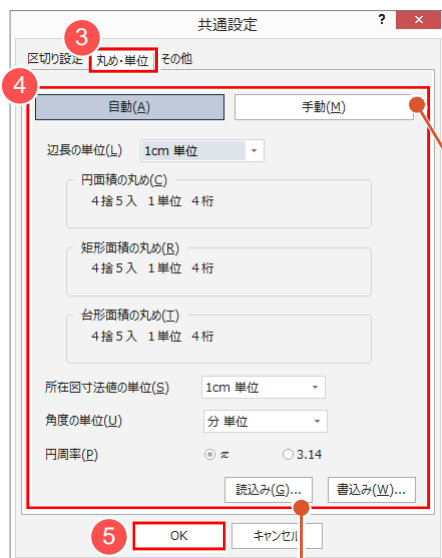 共通設定 ? ×
3
区切り設定 丸め・単位 その他
4
自動(A) 手動(M)
辺長の単位(L) 1cm 単位
円面積の丸め(C)
4捨5入 1単位 4桁
矩形面積の丸め(R)
4捨5入 1単位 4桁
台形面積の丸め(T)
4捨5入 1単位 4桁
所在図寸法値の単位(S) 1cm 単位
角度の単位(U) 分 単位
円周率(P) π 3.14
読込み(G)... 書込み(W)...
5 OK キャンセル